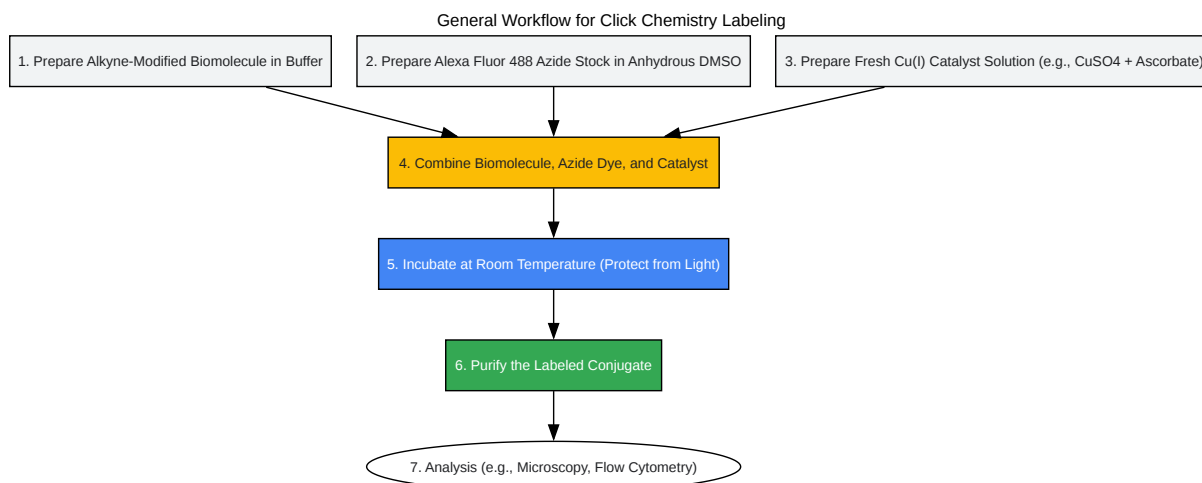 General Workflow for Click Chemistry Labeling
1. Prepare Alkyne-Modified Biomolecule in Buffer
2. Prepare Alexa Fluor 488 Azide Stock in Anhydrous DMSO
3. Prepare Fresh Cu(I) Catalyst Solution (e.g., CuSO4 + Ascorbate)
4. Combine Biomolecule, Azide Dye, and Catalyst
5. Incubate at Room Temperature (Protect from Light)
6. Purify the Labeled Conjugate
7. Analysis (e.g., Microscopy, Flow Cytometry)